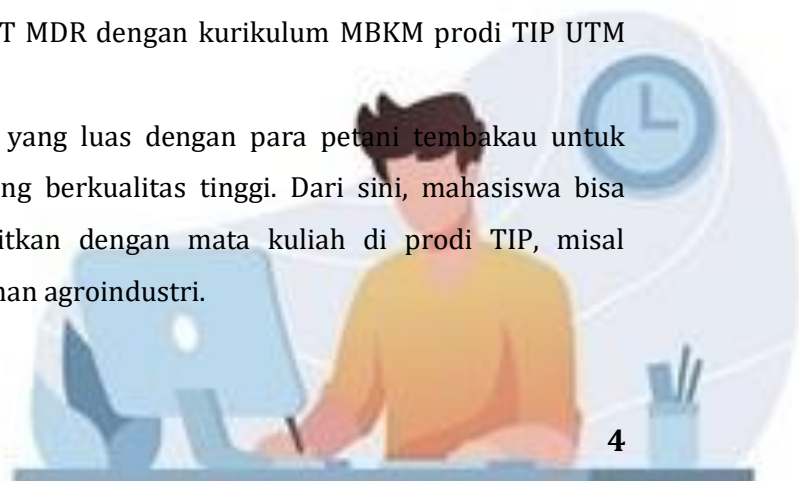 T MDR dengan kurikulum MBKM prodi TIP UTM
yang luas dengan para petani tembakau untuk
ng berkualitas tinggi. Dari sini, mahasiswa bisa
itkan dengan mata kuliah di prodi TIP, misal
nan agroindustri.
4